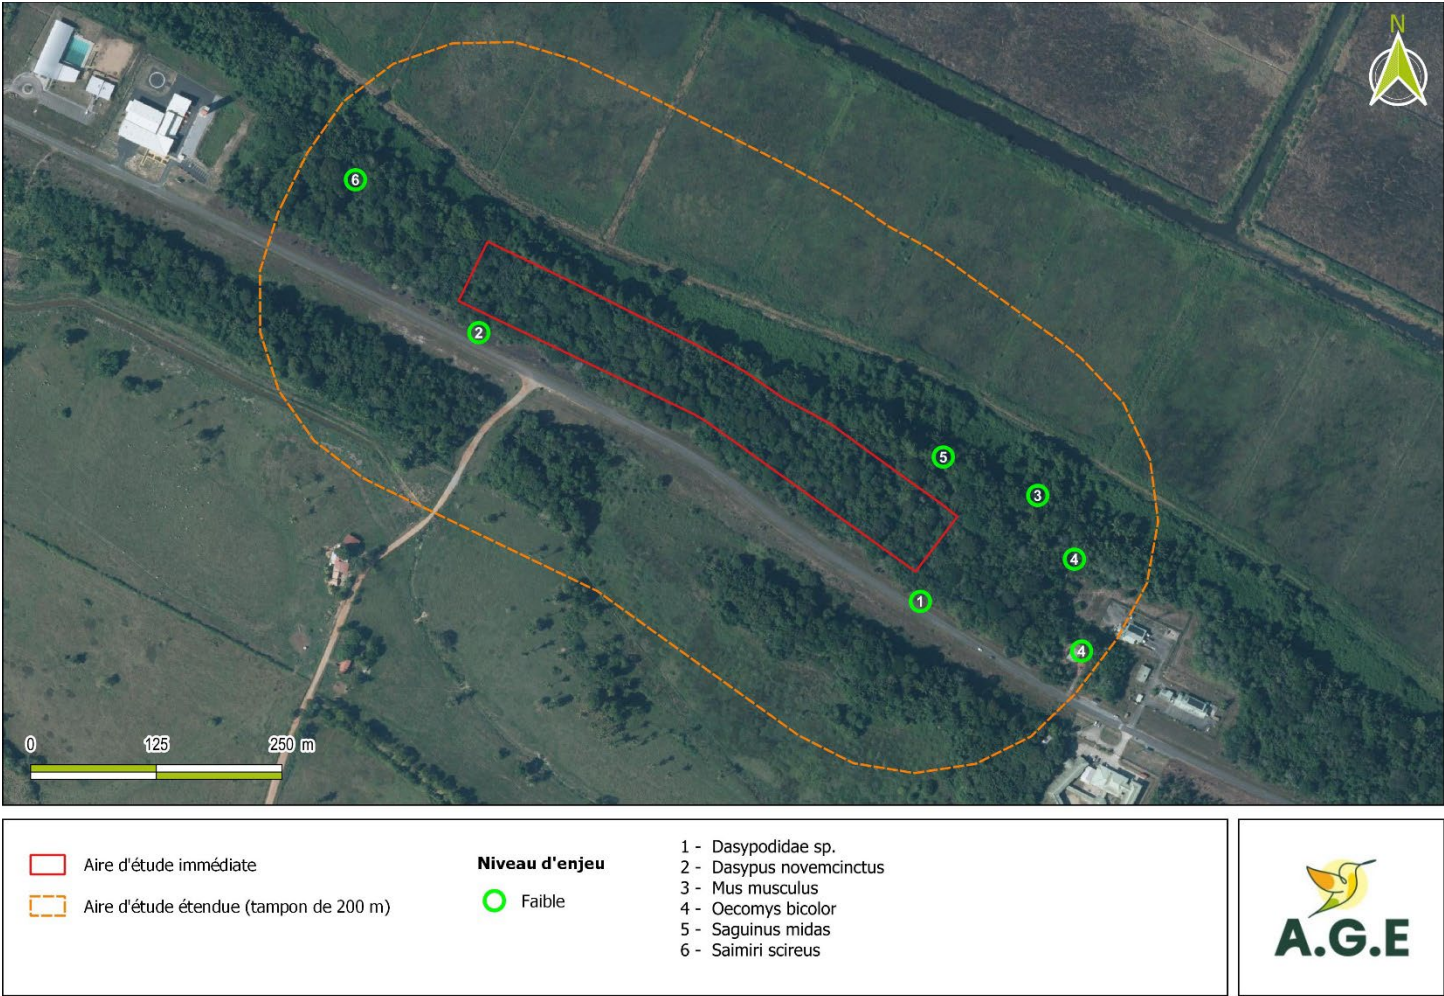 N
6
2
5
3
4
1
4
0 125 250 m
Aire d'étude immédiate
Aire d'étude étendue (tampon de 200 m)
Niveau d'enjeu
Faible
1 - Dasypodidae sp.
2 - Dasypus novemcinctus
3 - Mus musculus
4 - Oecomys bicolor
5 - Saguinus midas
6 - Saimiri scireus
A.G.E